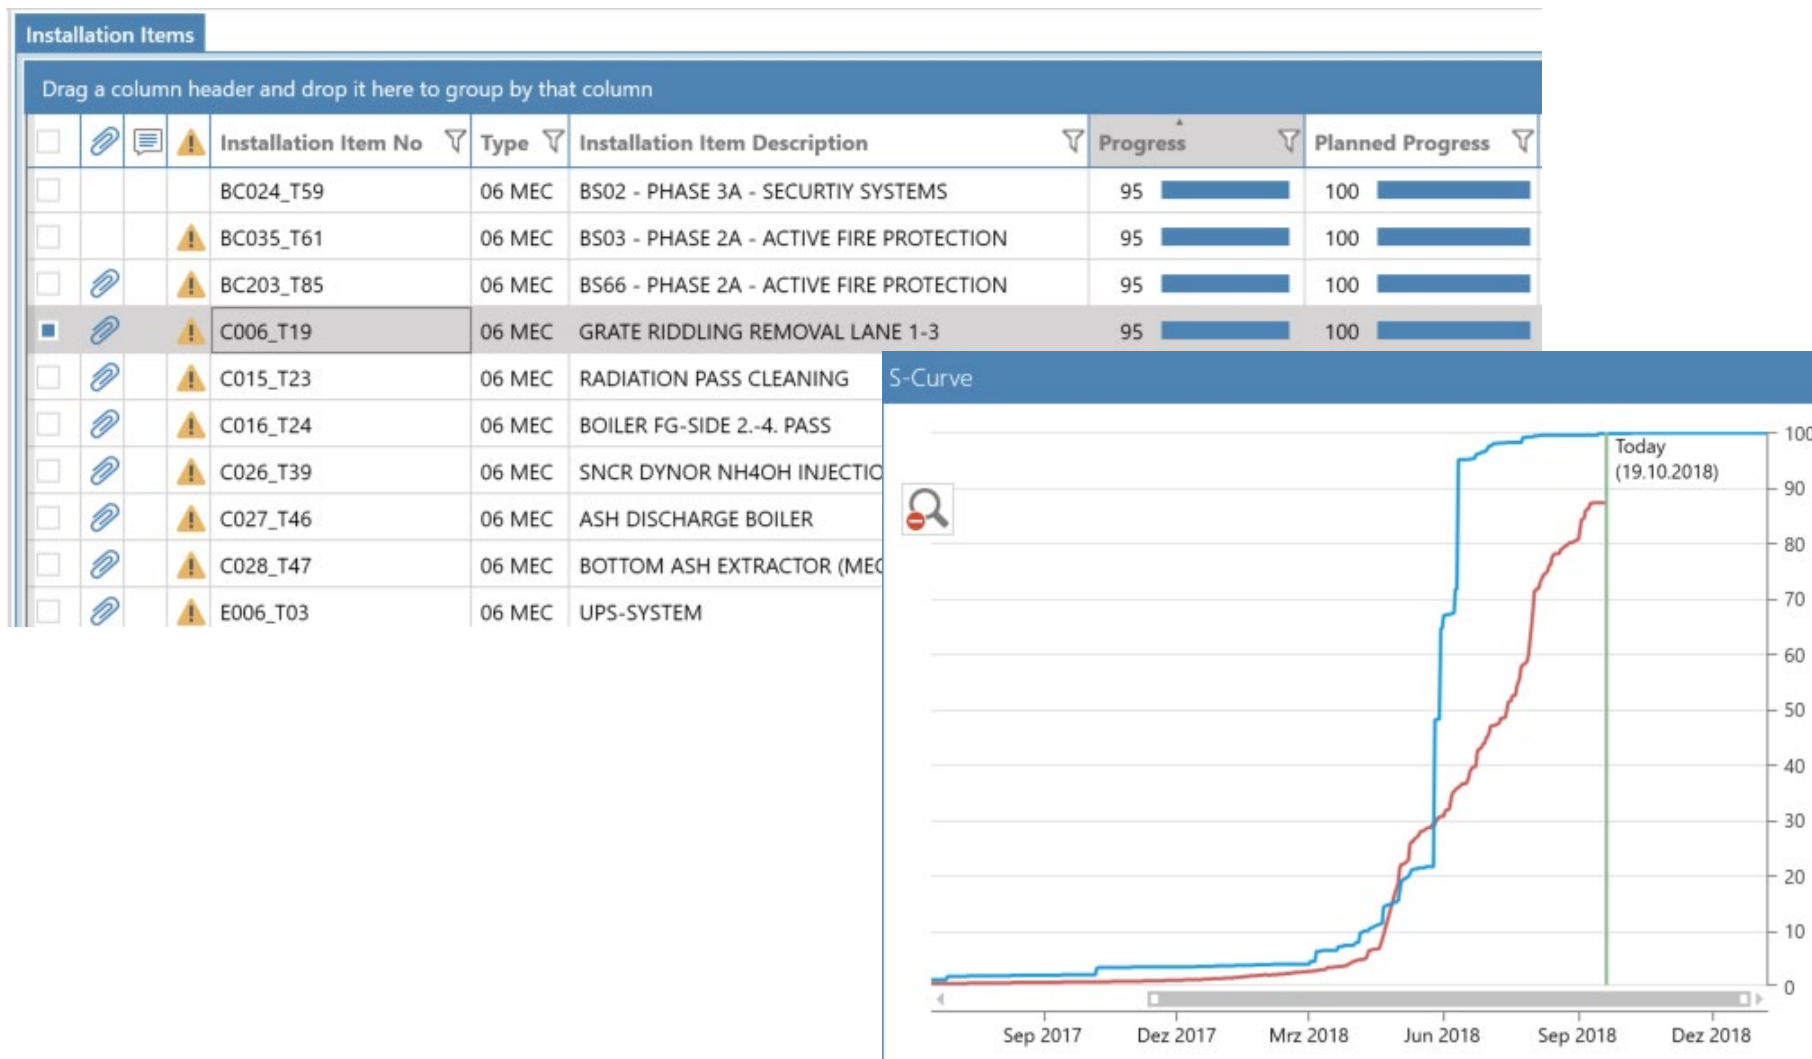 Installation Items
Drag a column header and drop it here to group by that column
Installation Item No Type Installation Item Description Progress Planned Progress
BC024_T59 06 MEC BS02 - PHASE 3A - SECURTIY SYSTEMS 95 100
BC035_T61 06 MEC BS03 - PHASE 2A - ACTIVE FIRE PROTECTION 95 100
BC203_T85 06 MEC BS66 - PHASE 2A - ACTIVE FIRE PROTECTION 95 100
C006_T19 06 MEC GRATE RIDDLING REMOVAL LANE 1-3 95 100
C015_T23 06 MEC RADIATION PASS CLEANING
C016_T24 06 MEC BOILER FG-SIDE 2.-4. PASS
C026_T39 06 MEC SNCR DYNOR NH4OH INJECTIO
C027_T46 06 MEC ASH DISCHARGE BOILER
C028_T47 06 MEC BOTTOM ASH EXTRACTOR (MEC
E006_T03 06 MEC UPS-SYSTEM
S-Curve
Today
(19.10.2018)
100
90
80
70
60
50
40
30
20
10
0
Sep 2017 Dez 2017 Mrz 2018 Jun 2018 Sep 2018 Dez 2018